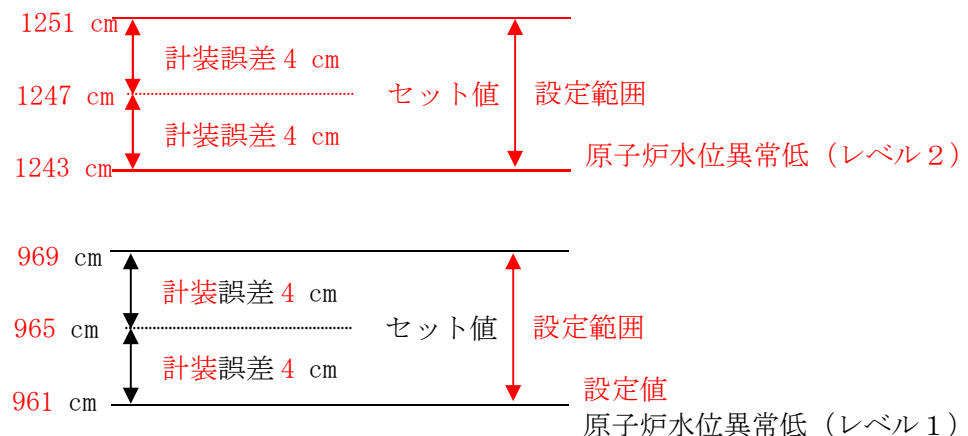 1251 cm
計装誤差 4 cm
1247 cm
セット値
設定範囲
計装誤差 4 cm
1243 cm
原子炉水位異常低（レベル２）
969 cm
計装誤差 4 cm
965 cm
セット値
設定範囲
計装誤差 4 cm
961 cm
設定値
原子炉水位異常低（レベル１）